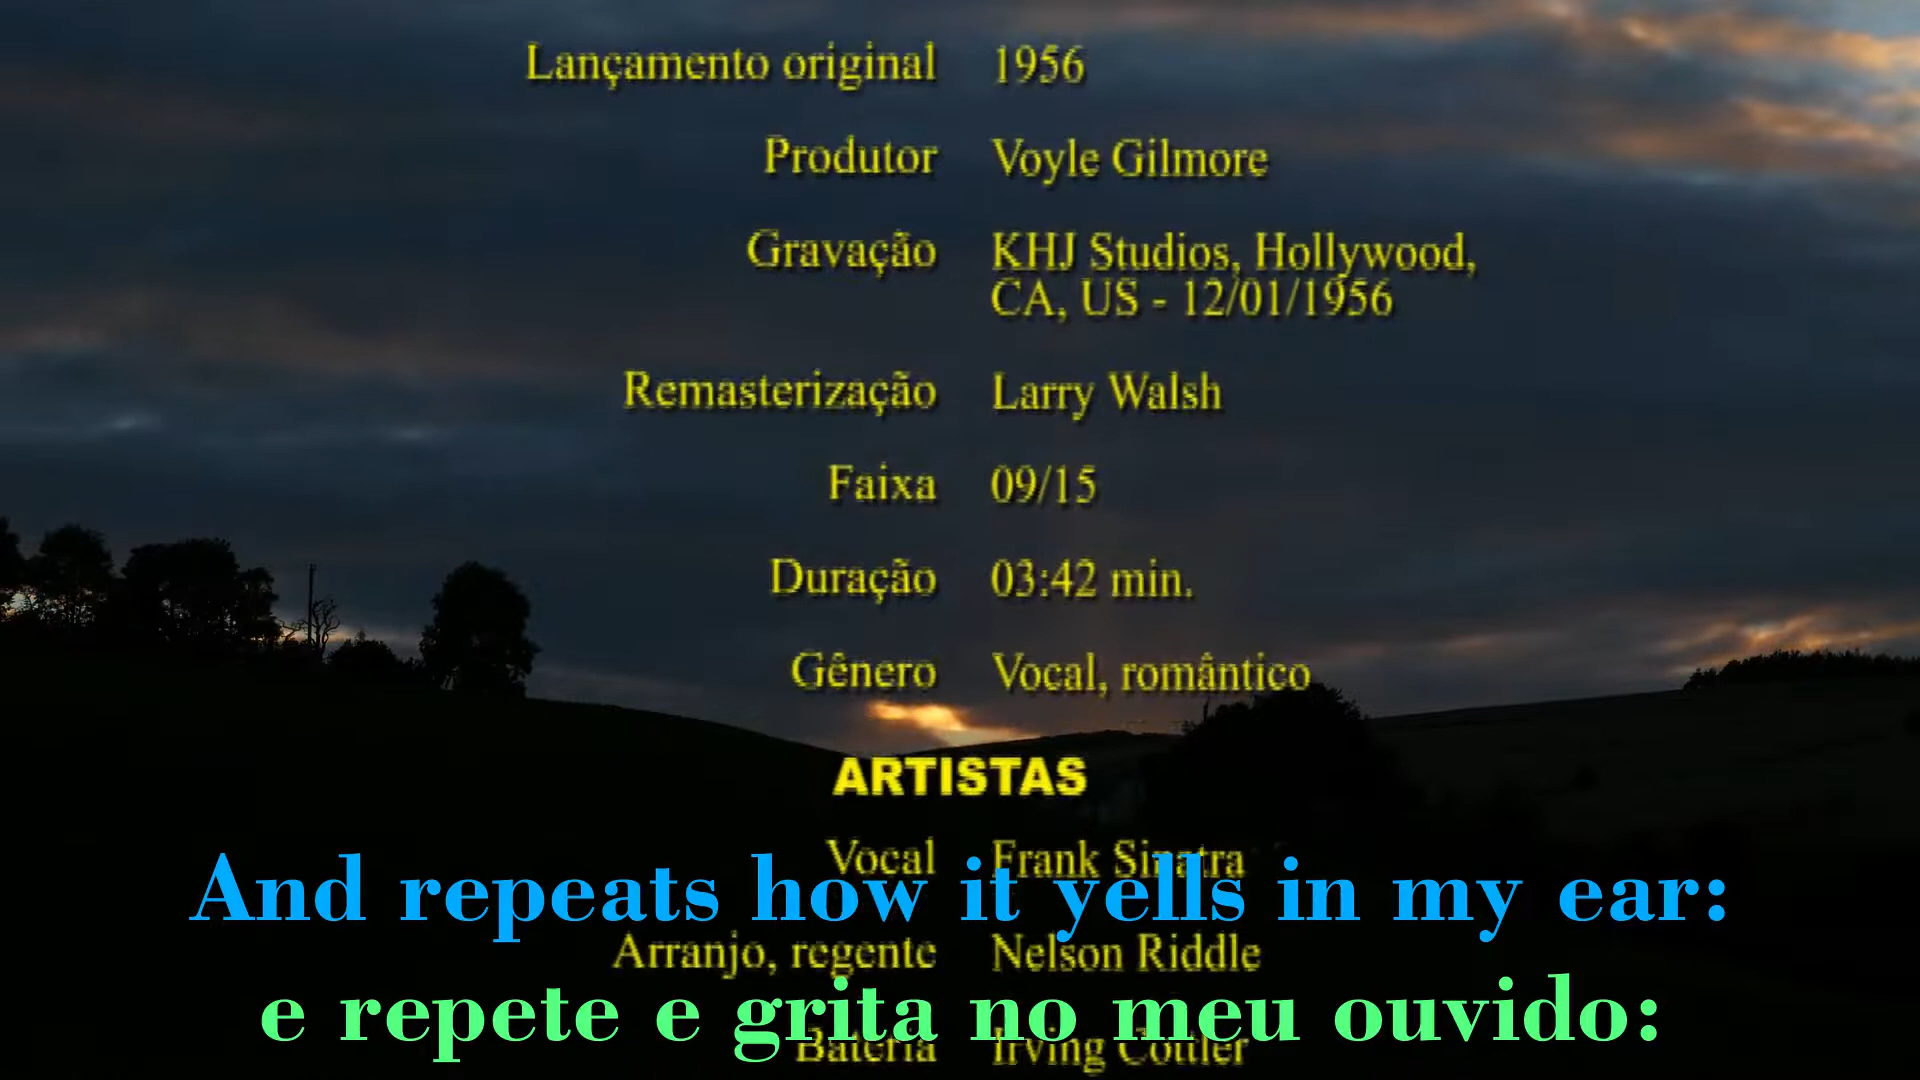 Lançamento original 1956
Produtor Voyle Gilmore
Gravação KHJ Studios, Hollywood,
CA, US - 12/01/1956
Remasterização Larry Walsh
Faixa 09/15
Duração 03:42 min.
Gênero Vocal, romântico
ARTISTAS
Vocal Frank Sinatra
And repeats how it yells in my ear:
Arranjo, regente Nelson Riddle
e repete e grita no meu ouvido:
Bateria Irving Cottler